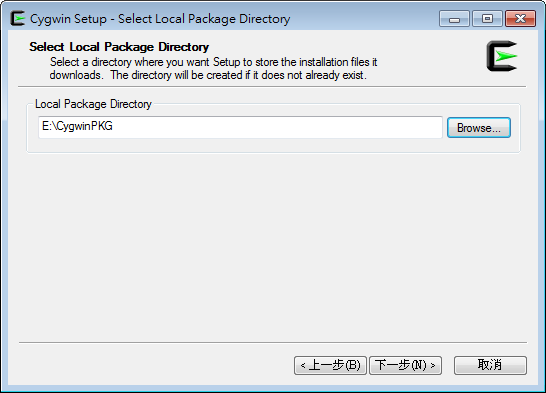 Cygwin Setup - Select Local Package Directory
Select Local Package Directory
Select a directory where you want Setup to store the installation files it
downloads. The directory will be created if it does not already exist.
Local Package Directory
E:\CygwinPKG
Browse...
< 上一步(B)
下一步(N) >
取消